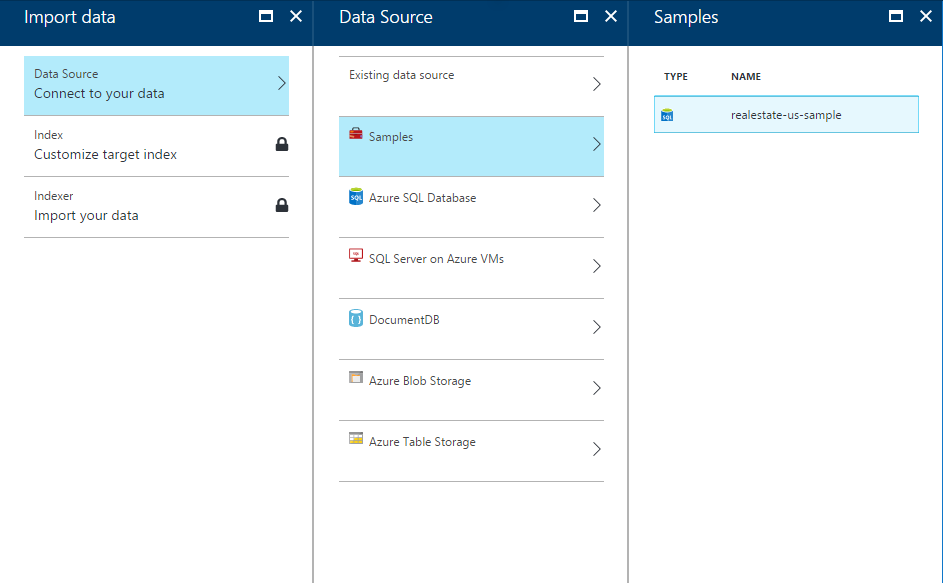 Import data
Data Source
Connect to your data
Index
Customize target index
Indexer
Import your data
Data Source
Existing data source
Samples
SQL Azure SQL Database
SQL Server on Azure VMs
DocumentDB
Azure Blob Storage
Azure Table Storage
Samples
TYPE NAME
SQL realestate-us-sample